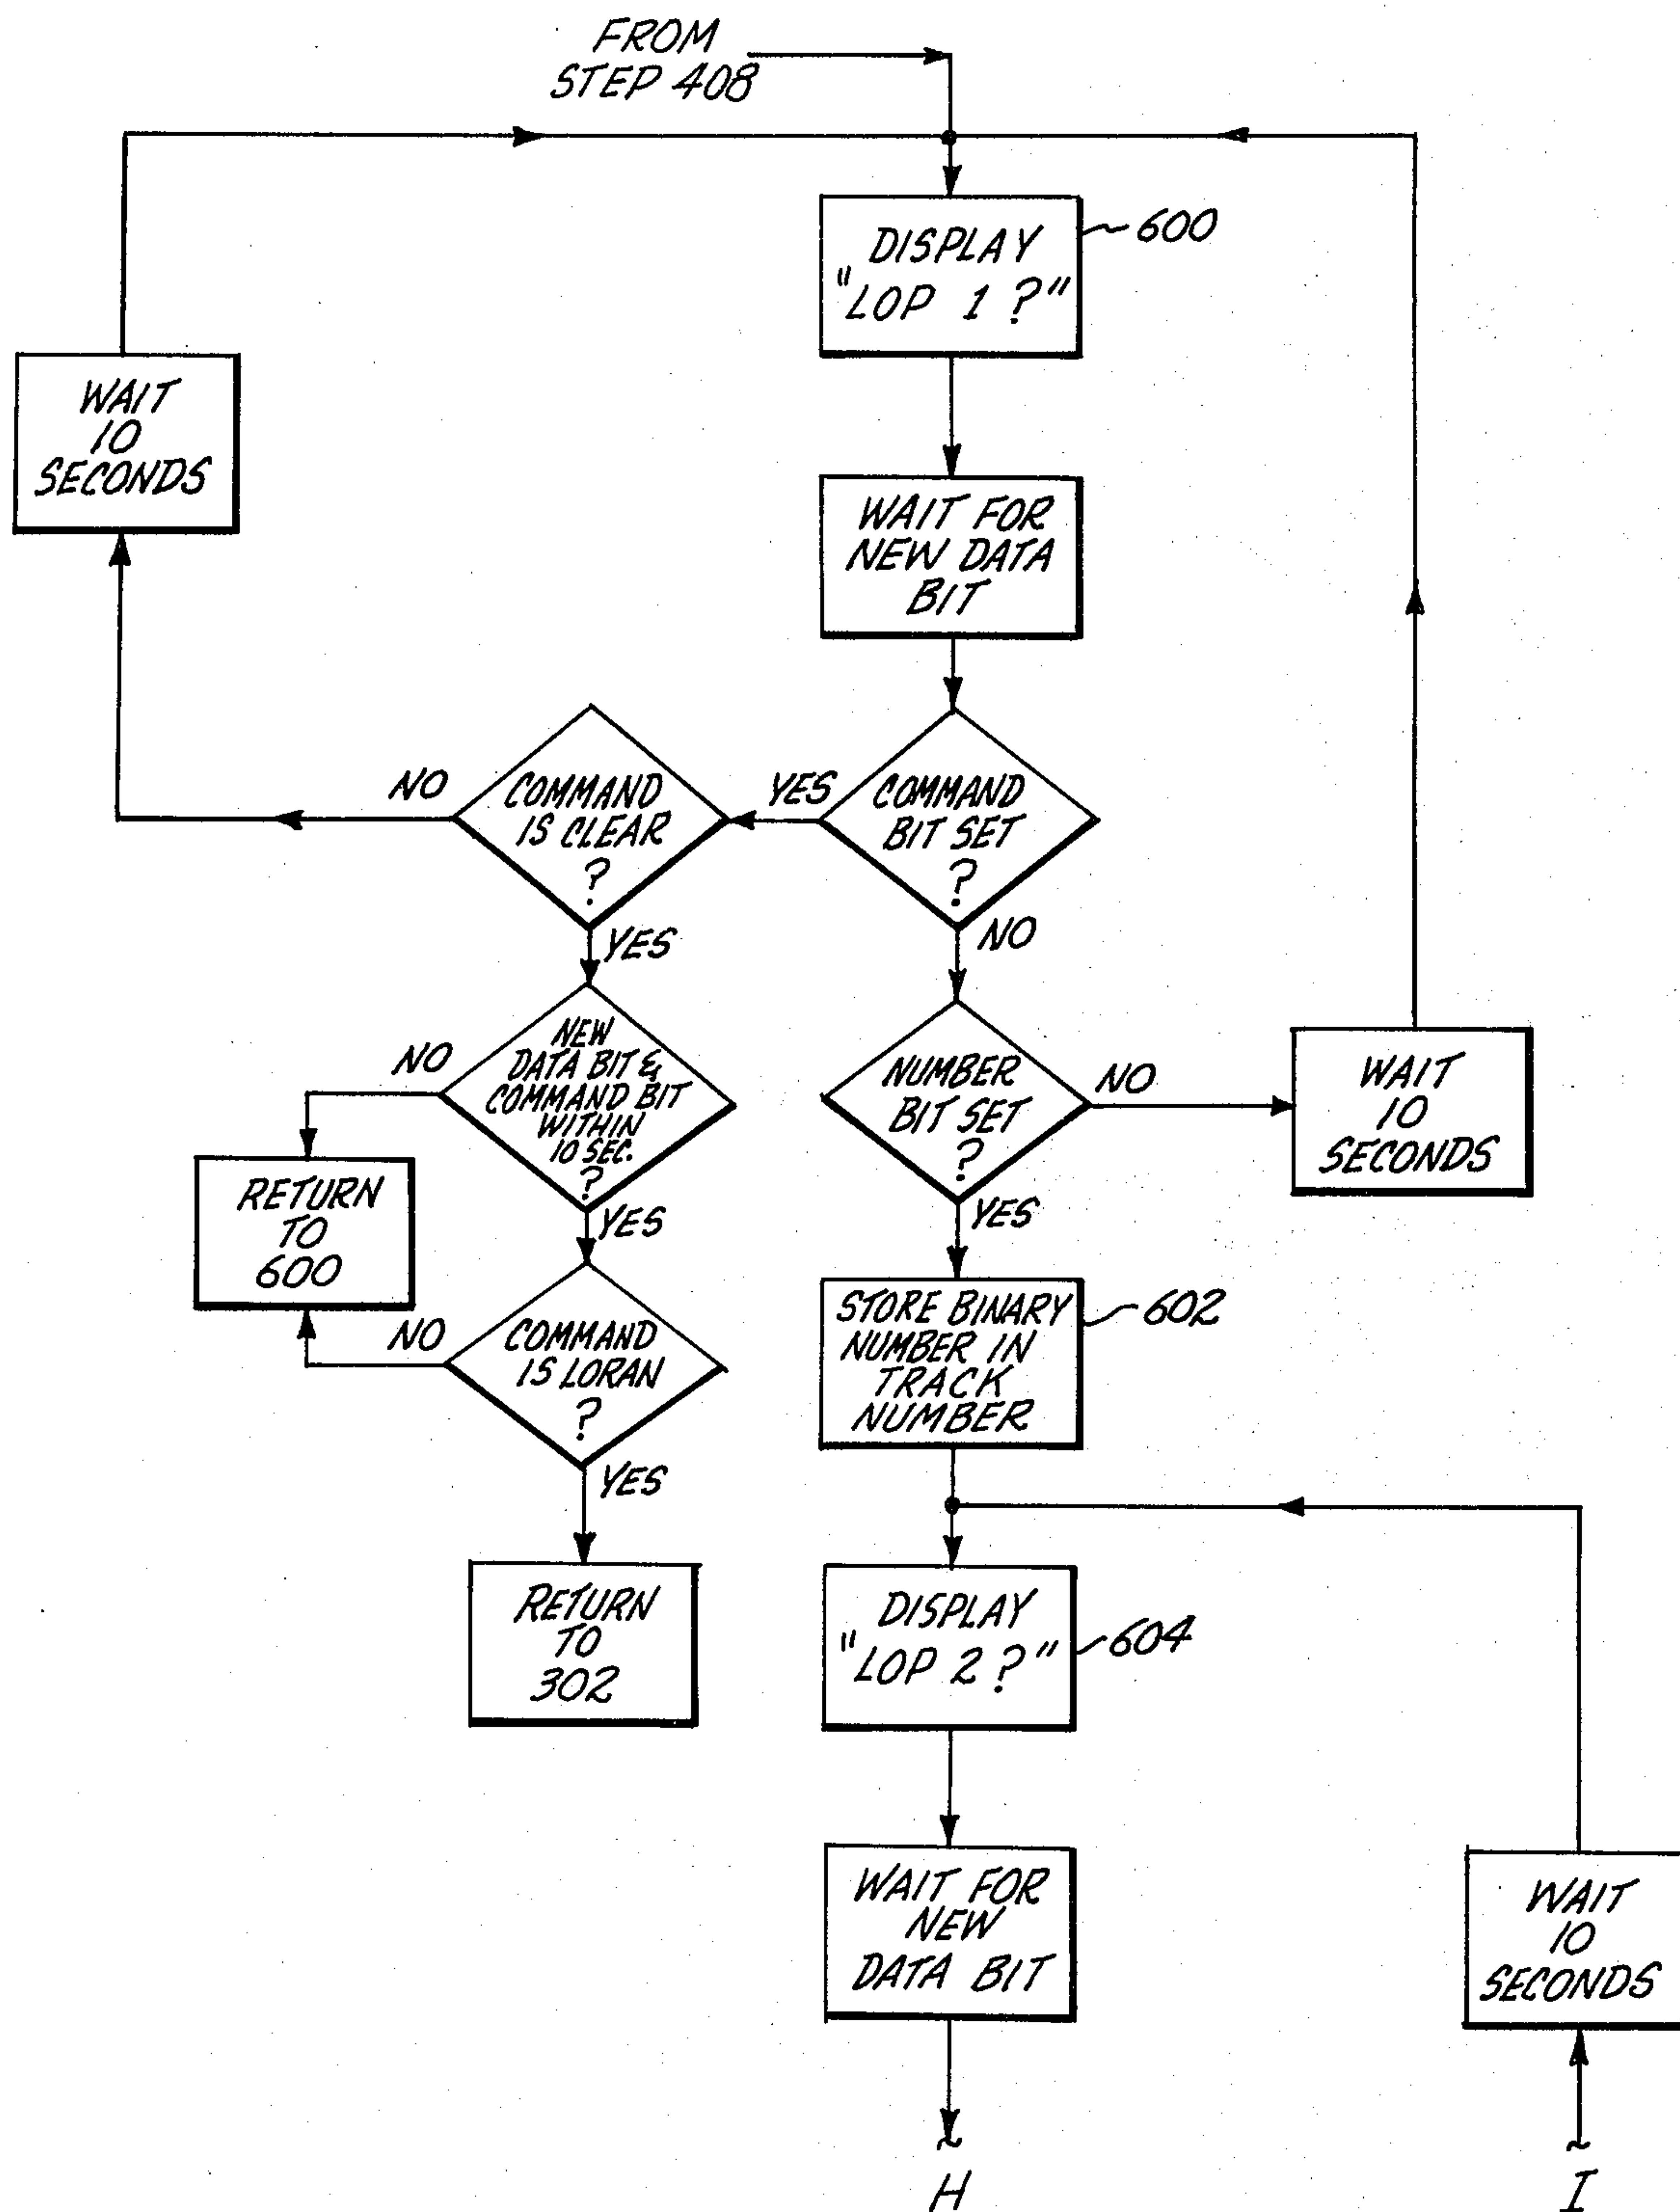 FROM
STEP 408
DISPLAY
"LOP 1 ?"
600
WAIT
10
SECONDS
WAIT FOR
NEW DATA
BIT
NO
COMMAND
IS CLEAR
?
YES
COMMAND
BIT SET
?
YES
NO
NO
NEW
DATA BIT &
COMMAND BIT
WITHIN
10 SEC.
?
NUMBER
BIT SET
?
NO
WAIT
10
SECONDS
RETURN
TO
600
YES
YES
NO
COMMAND
IS LORAN
?
STORE BINARY
NUMBER IN
TRACK
NUMBER
602
YES
RETURN
TO
302
DISPLAY
"LOP 2 ?"
604
WAIT FOR
NEW
DATA BIT
WAIT
10
SECONDS
H
I